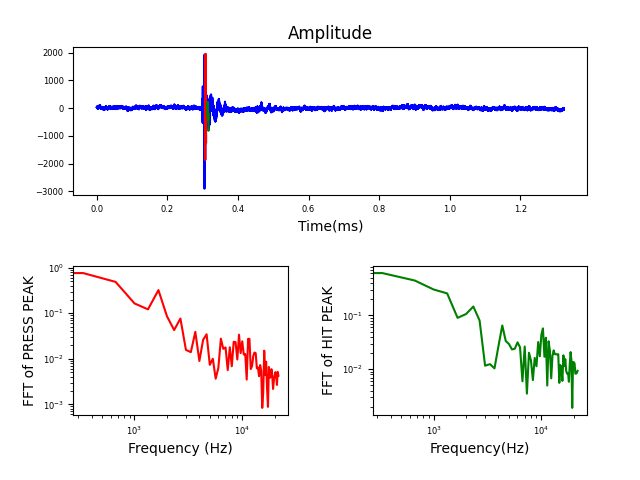 Amplitude
2000
1000
0
−1000
−2000
−3000
0.0 0.2 0.4 0.6 0.8 1.0 1.2
Time(ms)
FFT of PRESS PEAK
10⁰
10⁻¹
10⁻²
10⁻³
10³ 10⁴
Frequency (Hz)
FFT of HIT PEAK
10⁻¹
10⁻²
10³ 10⁴
Frequency(Hz)